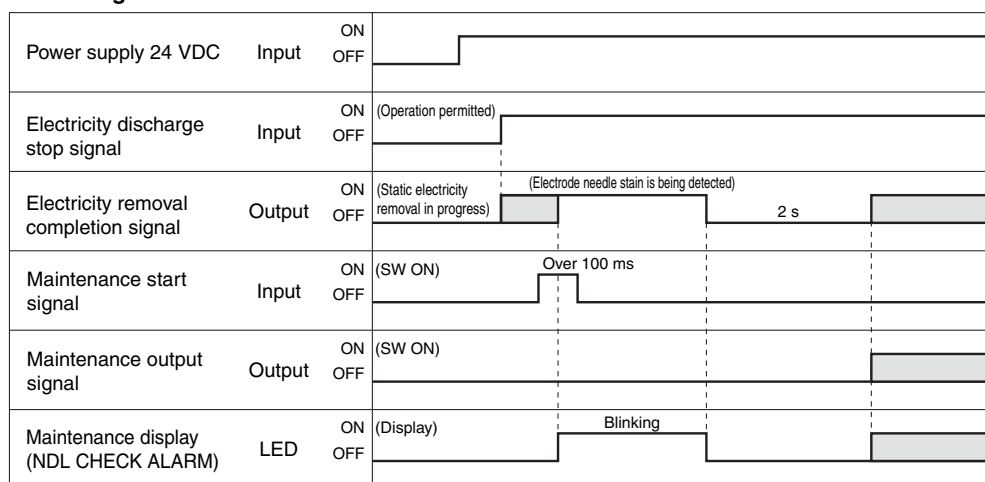 Power supply 24 VDC Input ON
OFF
Electricity discharge
stop signal
Input ON
OFF
(Operation permitted)
Electricity removal
completion signal
Output ON
OFF
(Static electricity
removal in progress)
(Electrode needle stain is being detected)
2 s
Maintenance start
signal
Input ON
OFF
(SW ON)
Over 100 ms
Maintenance output
signal
Output ON
OFF
(SW ON)
Maintenance display
(NDL CHECK ALARM)
LED ON
OFF
(Display)
Blinking